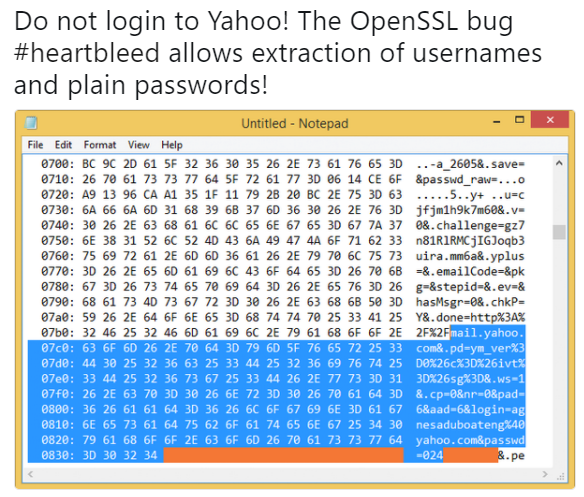 Do not login to Yahoo! The OpenSSL bug
#heartbleed allows extraction of usernames
and plain passwords!
Untitled - Notepad
File Edit Format View Help
0700: BC 9C 2D 61 5F 32 36 30 35 26 2E 73 61 76 65 3D ..-a_2605&.save=
0710: 26 70 61 73 73 77 64 5F 72 61 77 3D 06 14 CE 6F &passwd_raw=...o
0720: A9 13 96 CA A1 35 1F 11 79 2B 20 BC 2E 75 3D 63 .....5..y+ ..u=c
0730: 6A 66 6A 6D 31 68 39 6B 37 6D 36 30 26 2E 76 3D jfjm1h9k7m60&.v=
0740: 30 26 2E 63 68 61 6C 6C 65 6E 67 65 3D 67 7A 37 0&.challenge=gz7
0750: 6E 38 31 52 6C 52 4D 43 6A 49 47 4A 6F 71 62 33 n81RlRMCjIGJoqb3
0760: 75 69 72 61 2E 6D 6D 36 61 26 2E 79 70 6C 75 73 uira.mm6a&.yplus
0770: 3D 26 2E 65 6D 61 69 6C 43 6F 64 65 3D 26 70 6B =&.emailCode=&pk
0780: 67 3D 26 73 74 65 70 69 64 3D 26 2E 65 76 3D 26 g=&stepid=&.ev=&
0790: 68 61 73 4D 73 67 72 3D 30 26 2E 63 68 6B 50 3D hasMsgr=0&.chkP=
07a0: 59 26 2E 64 6F 6E 65 3D 68 74 74 70 25 33 41 25 Y&.done=http%3A%
07b0: 32 46 25 32 46 6D 61 69 6C 2E 79 61 68 6F 6F 2E 2F%2Fmail.yahoo.
07c0: 63 6F 6D 26 2E 70 64 3D 79 6D 5F 76 65 72 25 33 com&.pd=ym_ver%3
07d0: 44 30 25 32 36 63 25 33 44 25 32 36 69 76 74 25 D0%26c%3D%26ivt%
07e0: 33 44 25 32 36 73 67 25 33 44 26 2E 77 73 3D 31 3D%26sg%3D&.ws=1
07f0: 26 2E 63 70 3D 30 26 6E 72 3D 30 26 70 61 64 3D &.cp=0&nr=0&pad=
0800: 36 26 61 61 64 3D 36 26 6C 6F 67 69 6E 3D 61 67 6&aad=6&login=ag
0810: 6E 65 73 61 64 75 62 6F 61 74 65 6E 67 25 34 30 nesaduboateng%40
0820: 79 61 68 6F 6F 2E 63 6F 6D 26 70 61 73 73 77 64 yahoo.com&passwd
0830: 3D 30 32 34 =024 &.pe